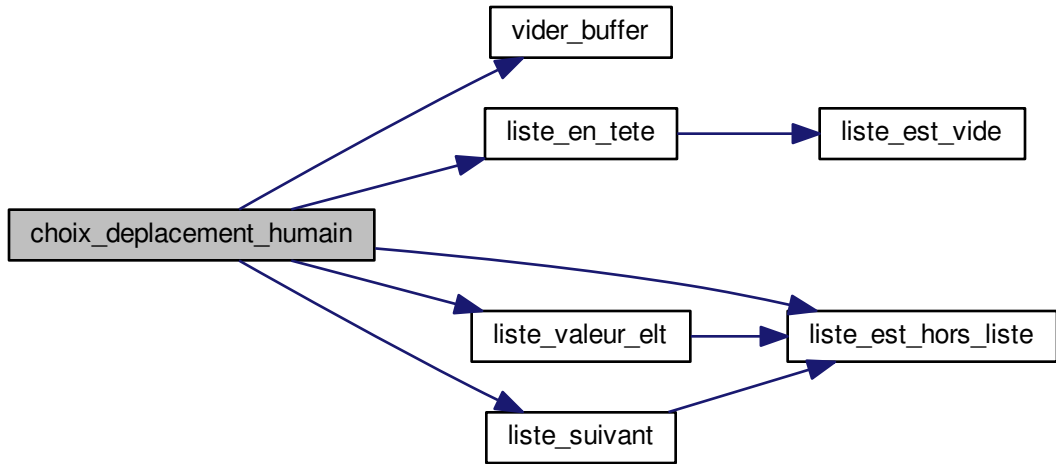 vider_buffer
liste_en_tete
liste_est_vide
choix_deplacement_humain
liste_valeur_elt
liste_est_hors_liste
liste_suivant